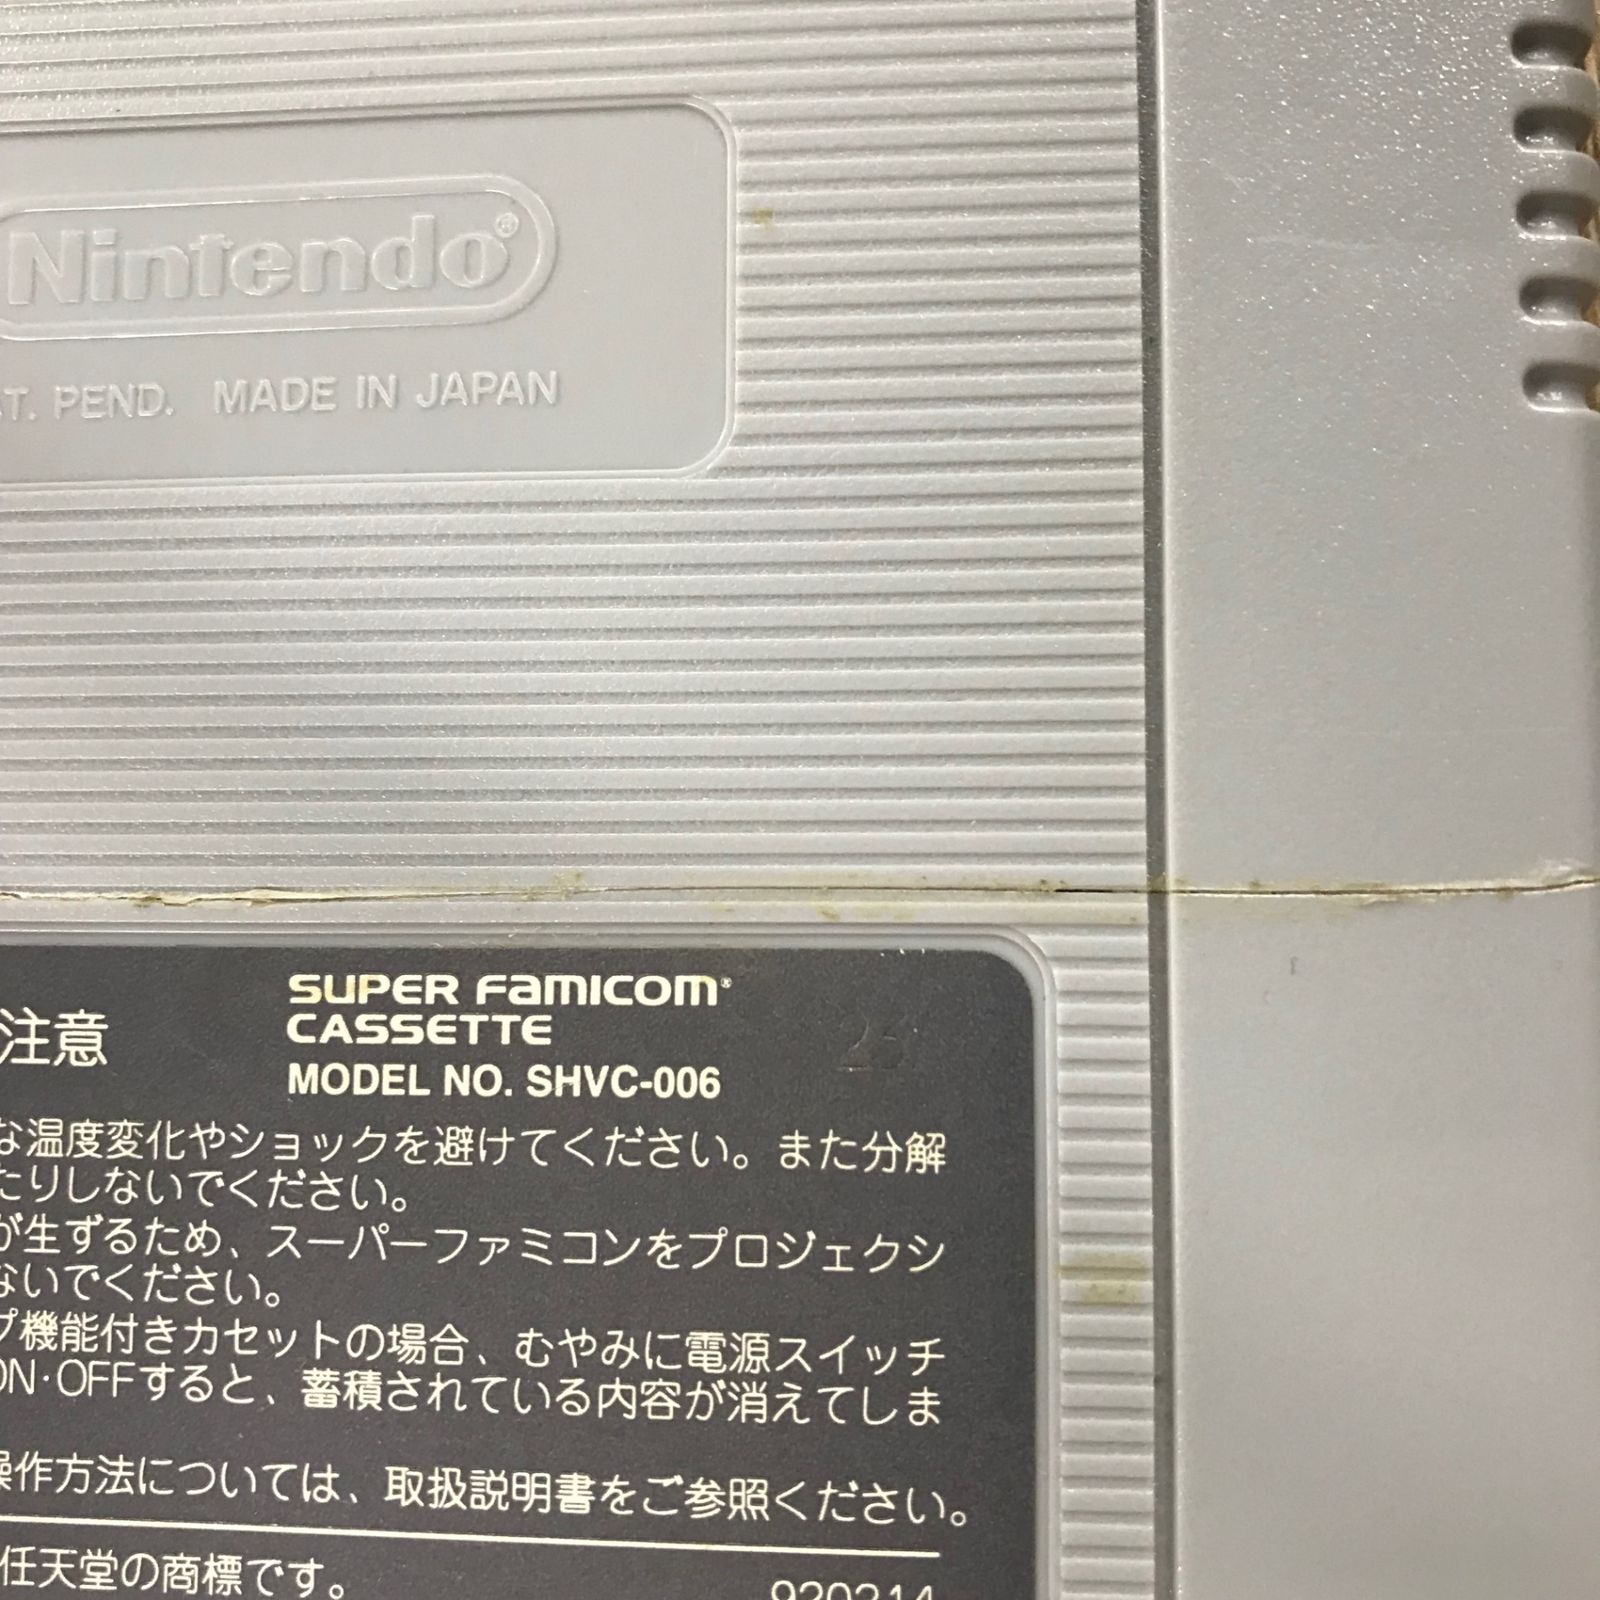 Nintendo®
T. PEND. MADE IN JAPAN
注意
SUPER FAMICOM®
CASSETTE
MODEL NO. SHVC-006
な温度変化やショックを避けてください。また分解
たりしないでください。
が生ずるため、スーパーファミコンをプロジェクシ
ないでください。
プ機能付きカセットの場合、むやみに電源スイッチ
ON·OFFすると、蓄積されている内容が消えてしま
操作方法については、取扱説明書をご参照ください。
任天堂の商標です。
920214